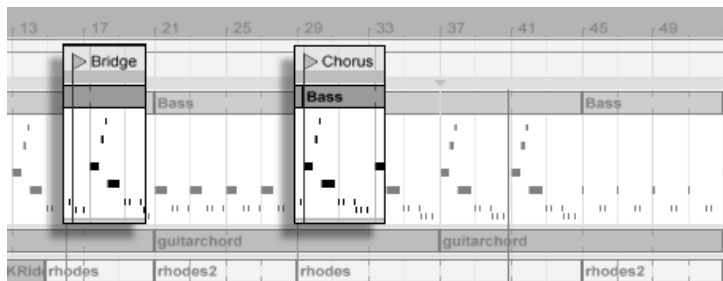 13 17 21 25 29 33 37 41 45 49
Bridge Chorus
Bass Bass Bass
guitarchord guitarchord
KRide rhodes rhodes2 rhodes rhodes2